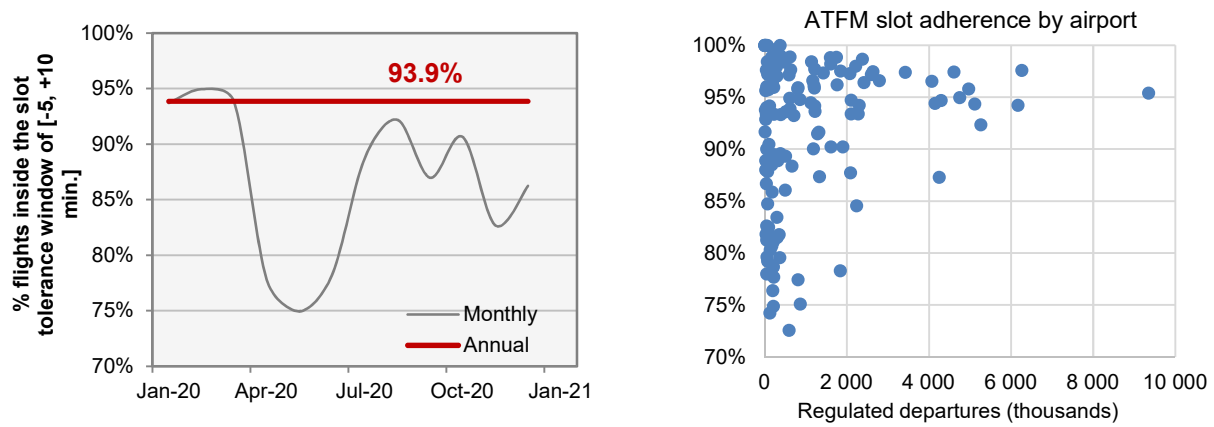 % flights inside the slot
tolerance window of [-5, +10
min.]
100%
95%
90%
85%
80%
75%
70%
93.9%
Monthly
Annual
Jan-20
Apr-20
Jul-20
Oct-20
Jan-21
ATFM slot adherence by airport
100%
95%
90%
85%
80%
75%
70%
0
2 000
4 000
6 000
8 000
10 000
Regulated departures (thousands)